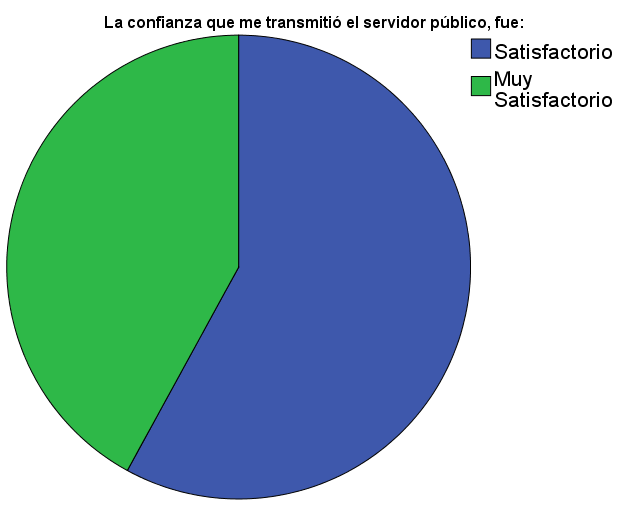 La confianza que me transmitió el servidor público, fue:
Satisfactorio
Muy
Satisfactorio